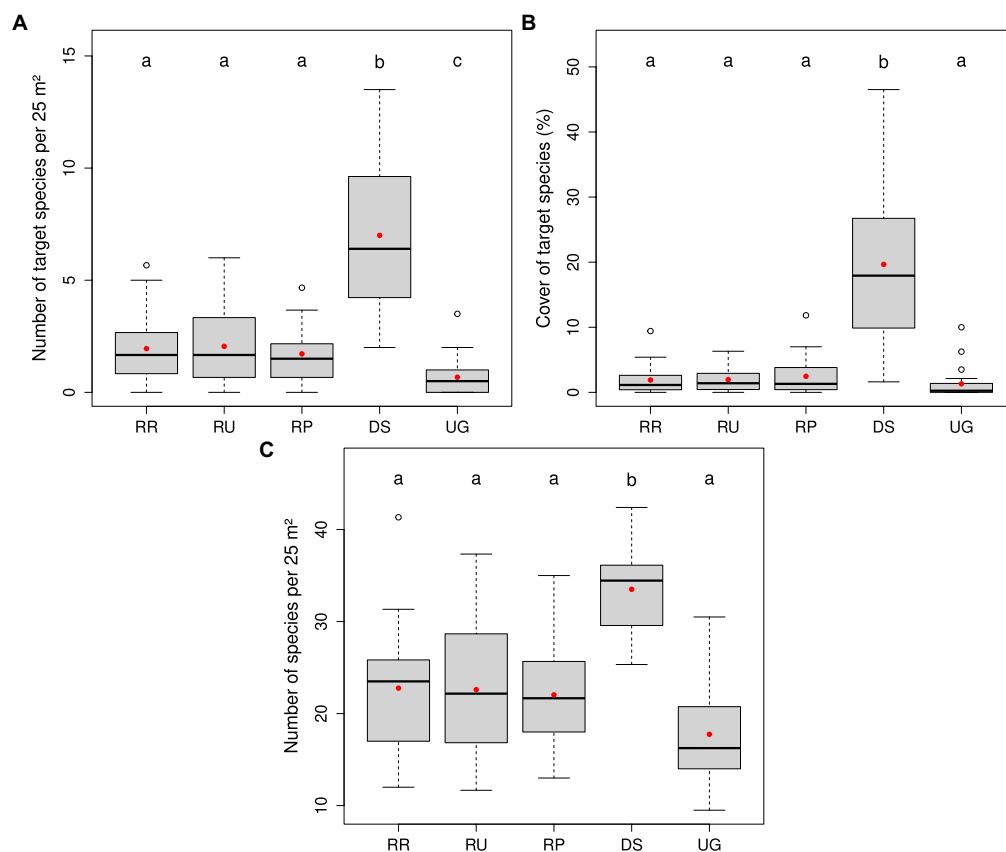 A
Number of target species per 25 m²
15
10
5
0
a a a b c
RR RU RP DS UG
B
Cover of target species (%)
50
40
30
20
10
0
a a a b a
RR RU RP DS UG
C
Number of species per 25 m²
40
30
20
10
a a a b a
RR RU RP DS UG